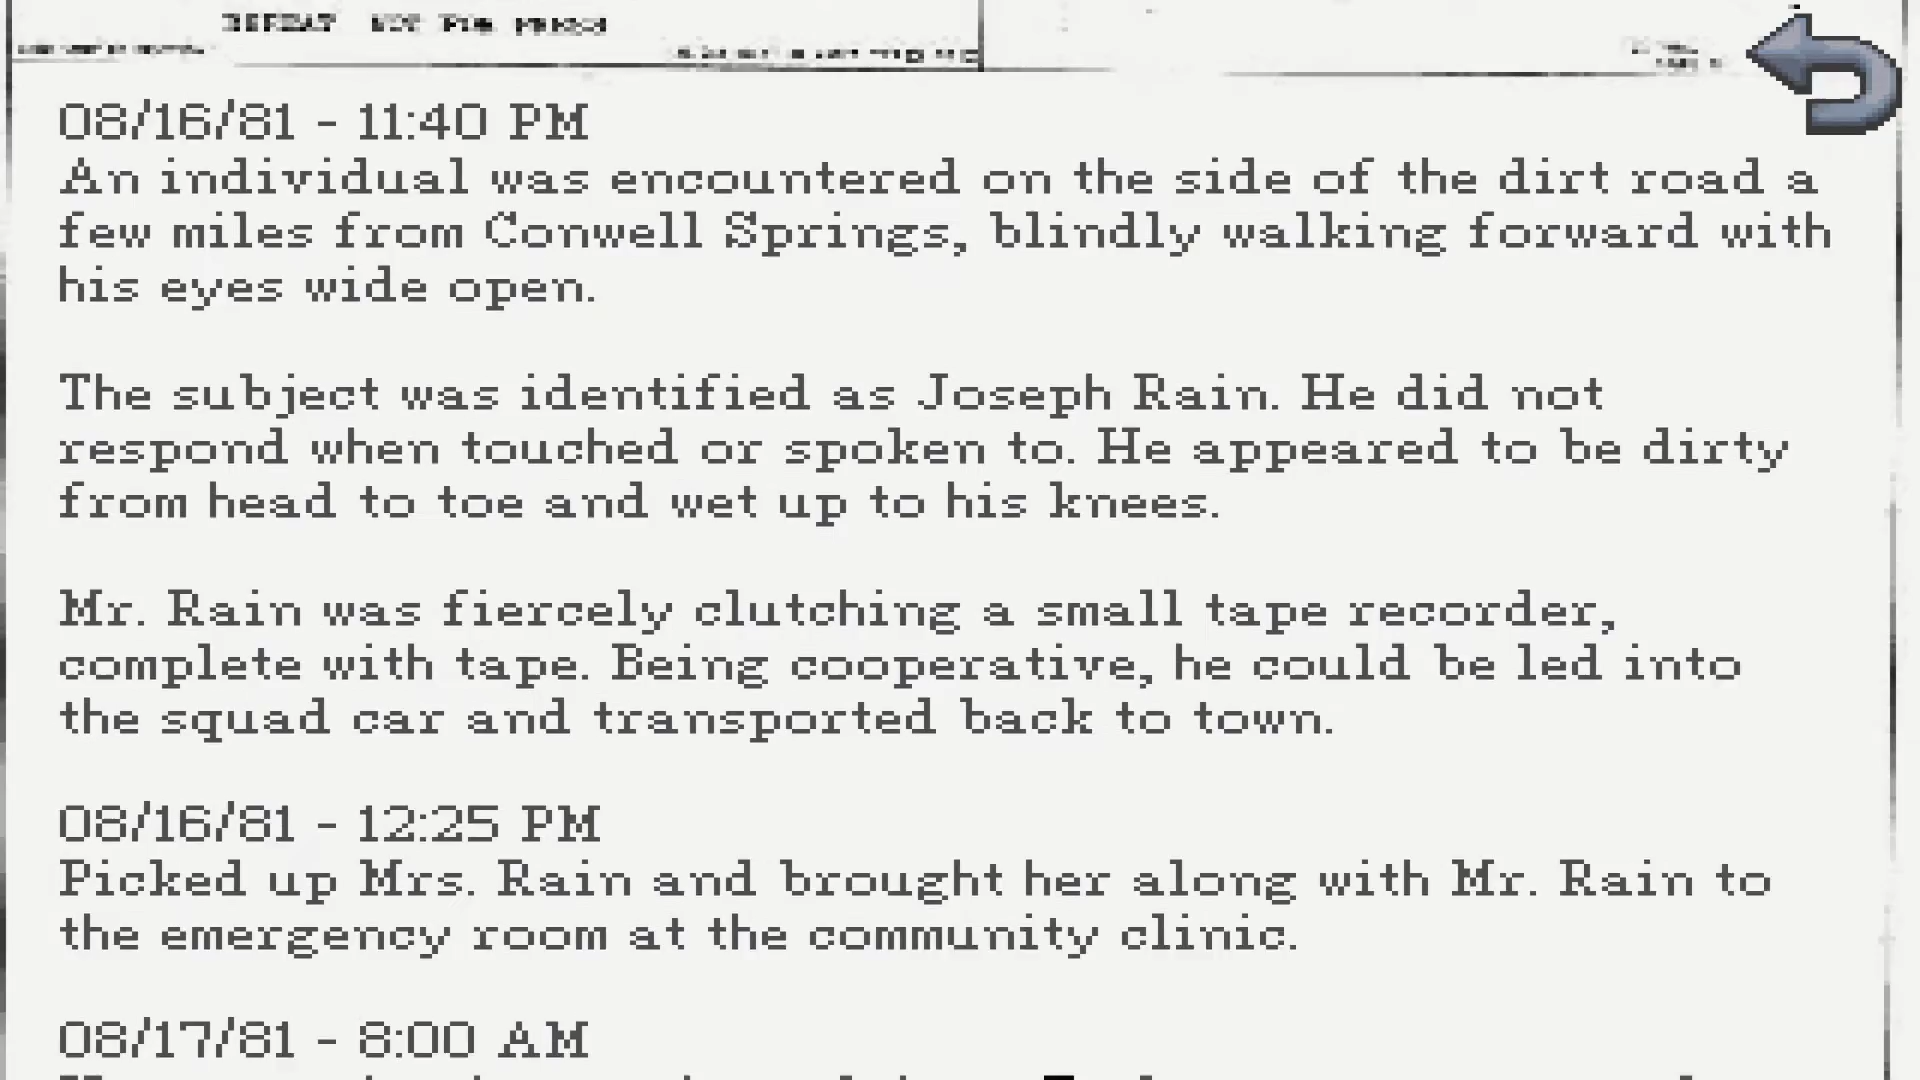 08/16/81 - 11:40 PM
An individual was encountered on the side of the dirt road a
few miles from Conwell Springs, blindly walking forward with
his eyes wide open.
The subject was identified as Joseph Rain. He did not
respond when touched or spoken to. He appeared to be dirty
from head to toe and wet up to his knees.
Mr. Rain was fiercely clutching a small tape recorder,
complete with tape. Being cooperative, he could be led into
the squad car and transported back to town.
08/16/81 - 12:25 PM
Picked up Mrs. Rain and brought her along with Mr. Rain to
the emergency room at the community clinic.
08/17/81 - 8:00 AM